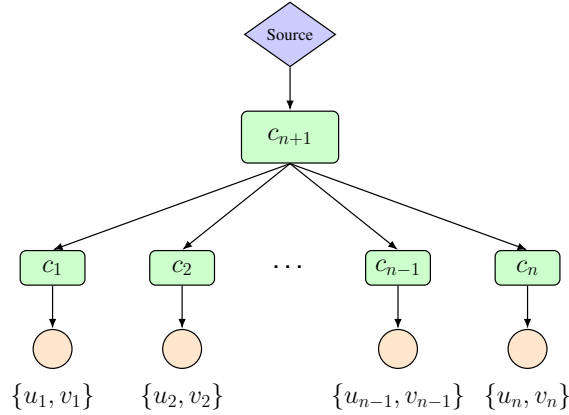 Source
c_{n+1}
c_1 c_2 ... c_{n-1} c_n
{u_1, v_1} {u_2, v_2} {u_{n-1}, v_{n-1}} {u_n, v_n}